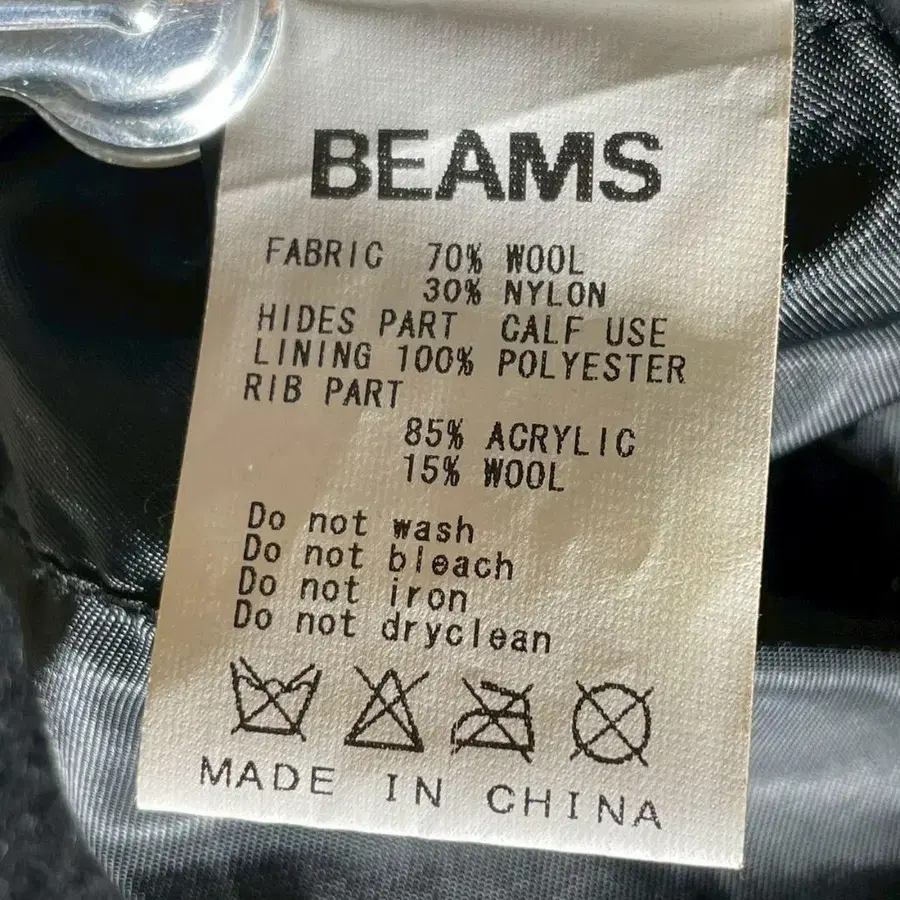 BEAMS
FABRIC 70% WOOL
30% NYLON
HIDES PART CALF USE
LINING 100% POLYESTER
RIB PART
85% ACRYLIC
15% WOOL
Do not wash
Do not bleach
Do not iron
Do not dryclean
MADE IN CHINA